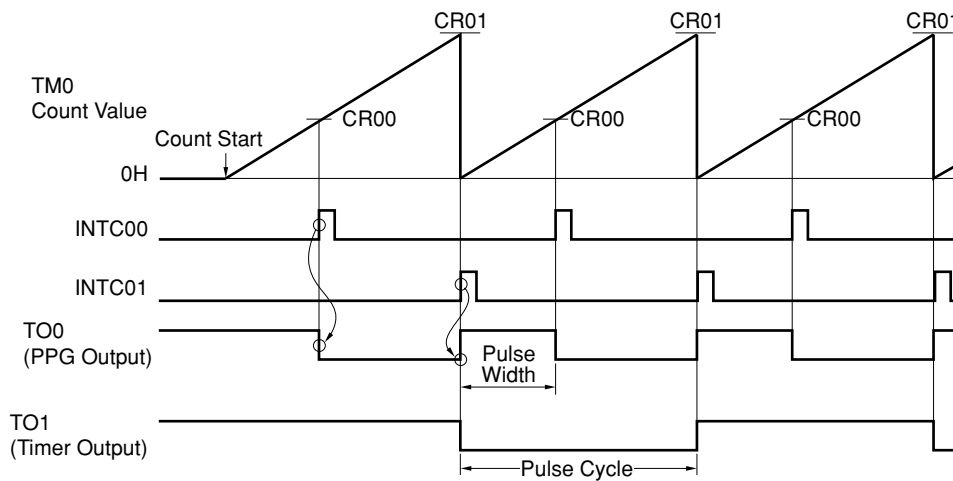 CR01
CR01
CR01
TM0
Count Value
CR00
CR00
Count Start
0H
INTC00
INTC01
TO0
(PPG Output)
Pulse
Width
TO1
(Timer Output)
Pulse Cycle